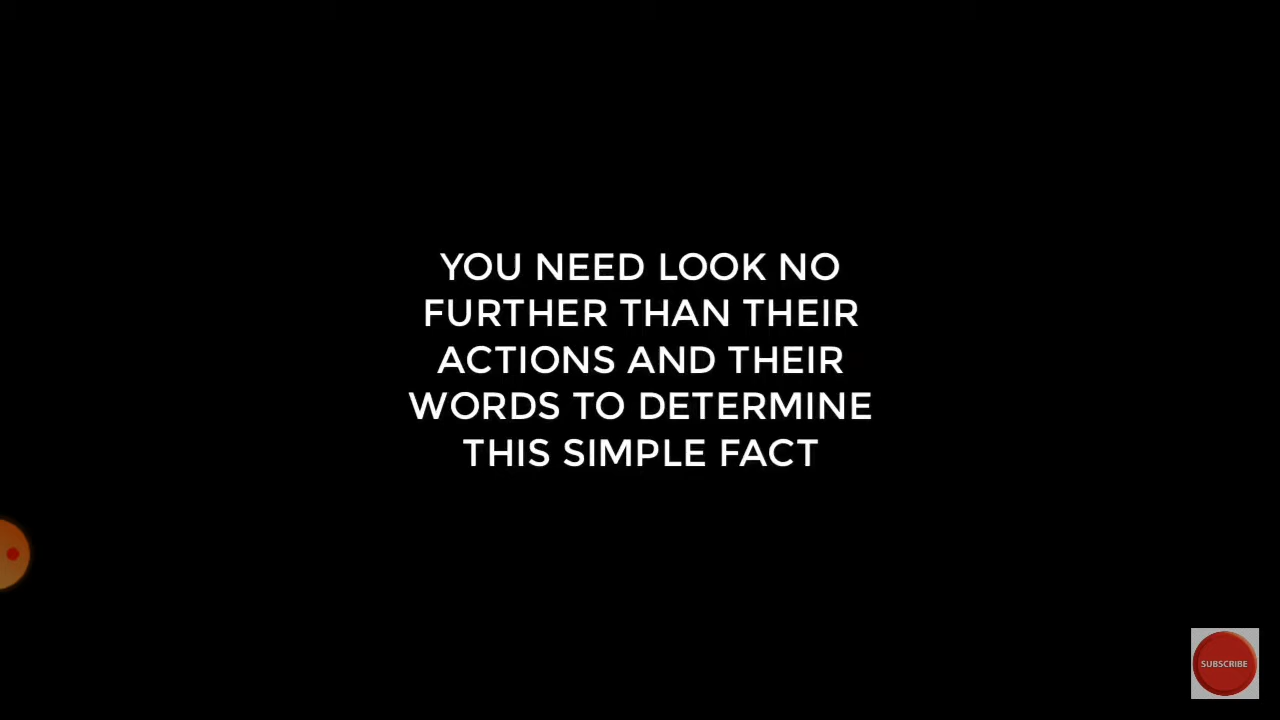 YOU NEED LOOK NO
FURTHER THAN THEIR
ACTIONS AND THEIR
WORDS TO DETERMINE
THIS SIMPLE FACT
SUBSCRIBE